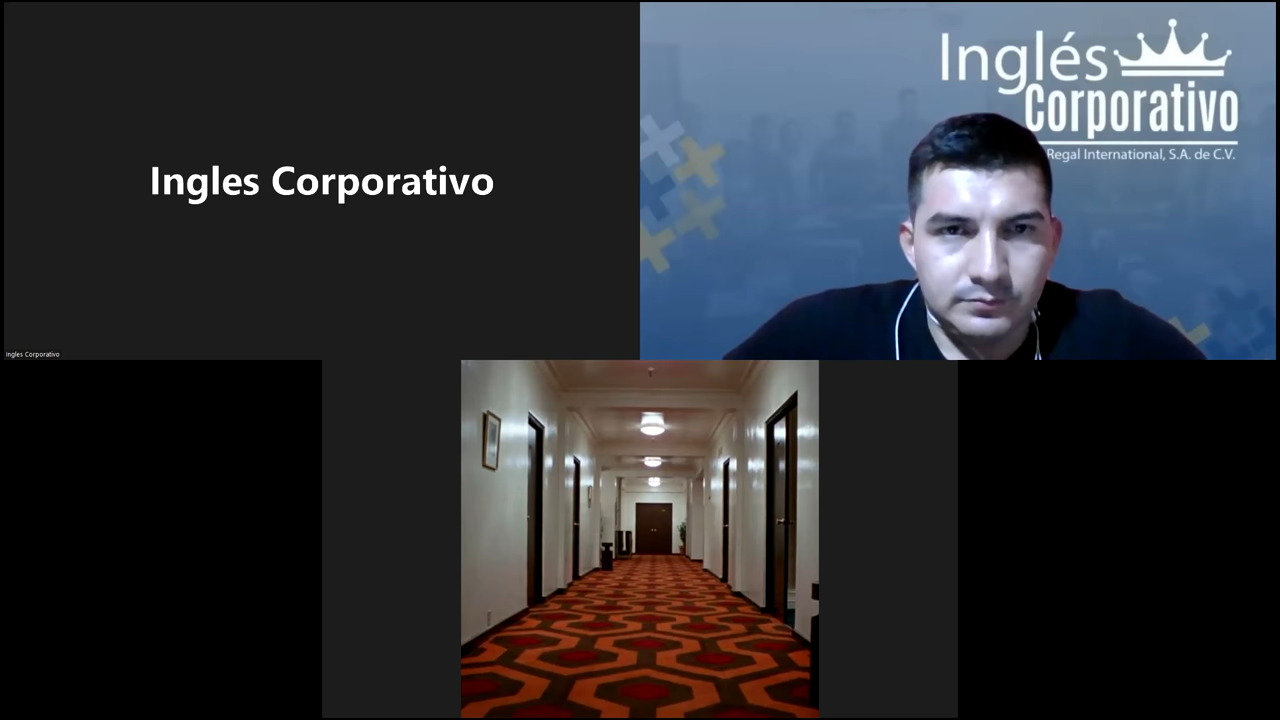 Ingles Corporativo
Inglés
Corporativo
Regal International, S.A. de C.V.
Ingles Corporativo